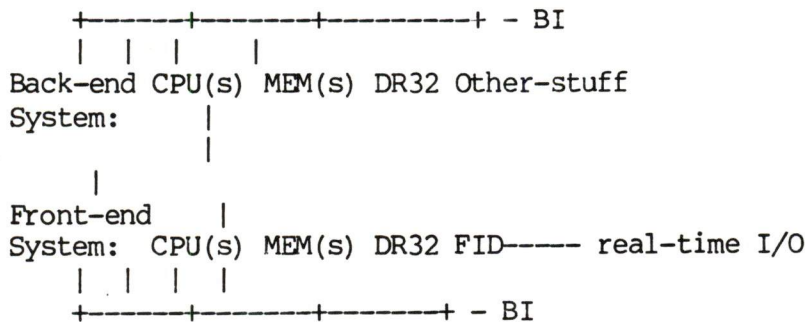 +------+-------+---------+ - BI
| | | |
Back-end CPU(s) MEM(s) DR32 Other-stuff
System: |
|
|
Front-end |
System: CPU(s) MEM(s) DR32 FID----- real-time I/O
| | | |
+------+-------+-------+ - BI